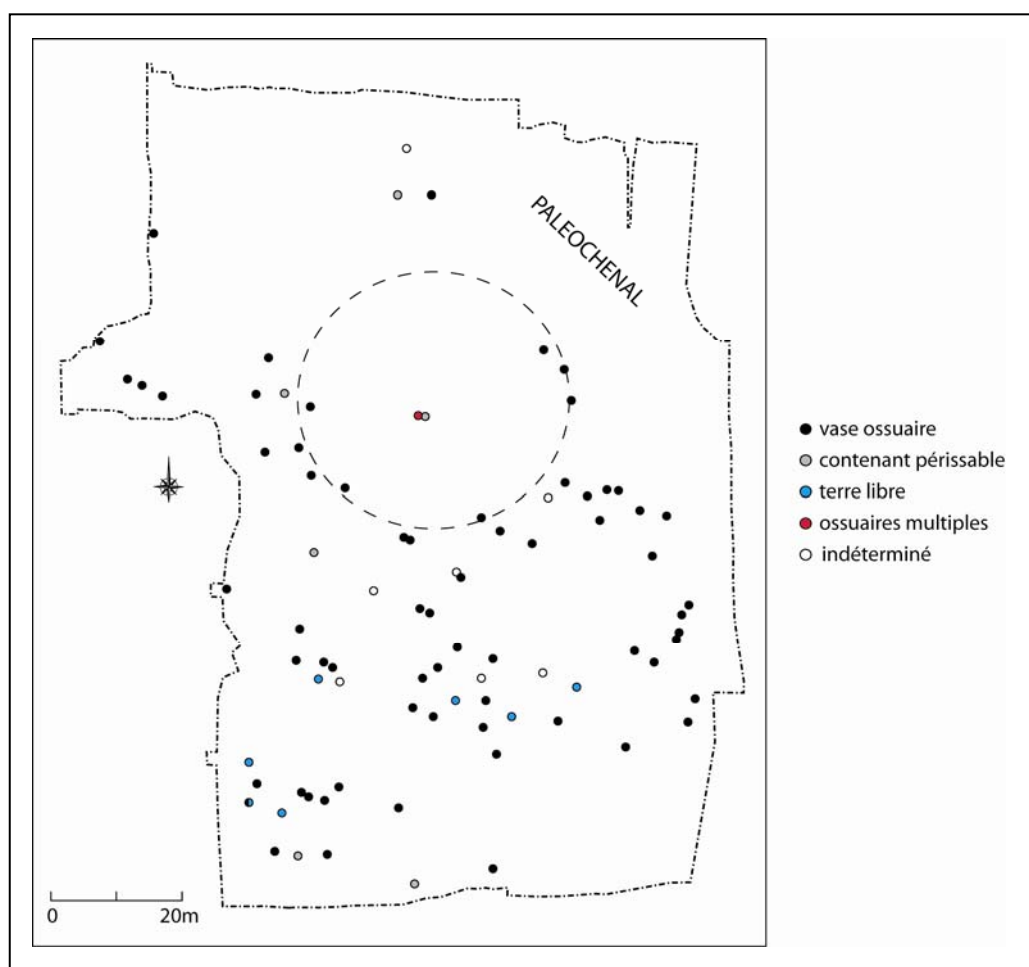 PALEOCHENAL
vase ossuaire
contenant périssable
terre libre
ossuaires multiples
indéterminé
0 20m